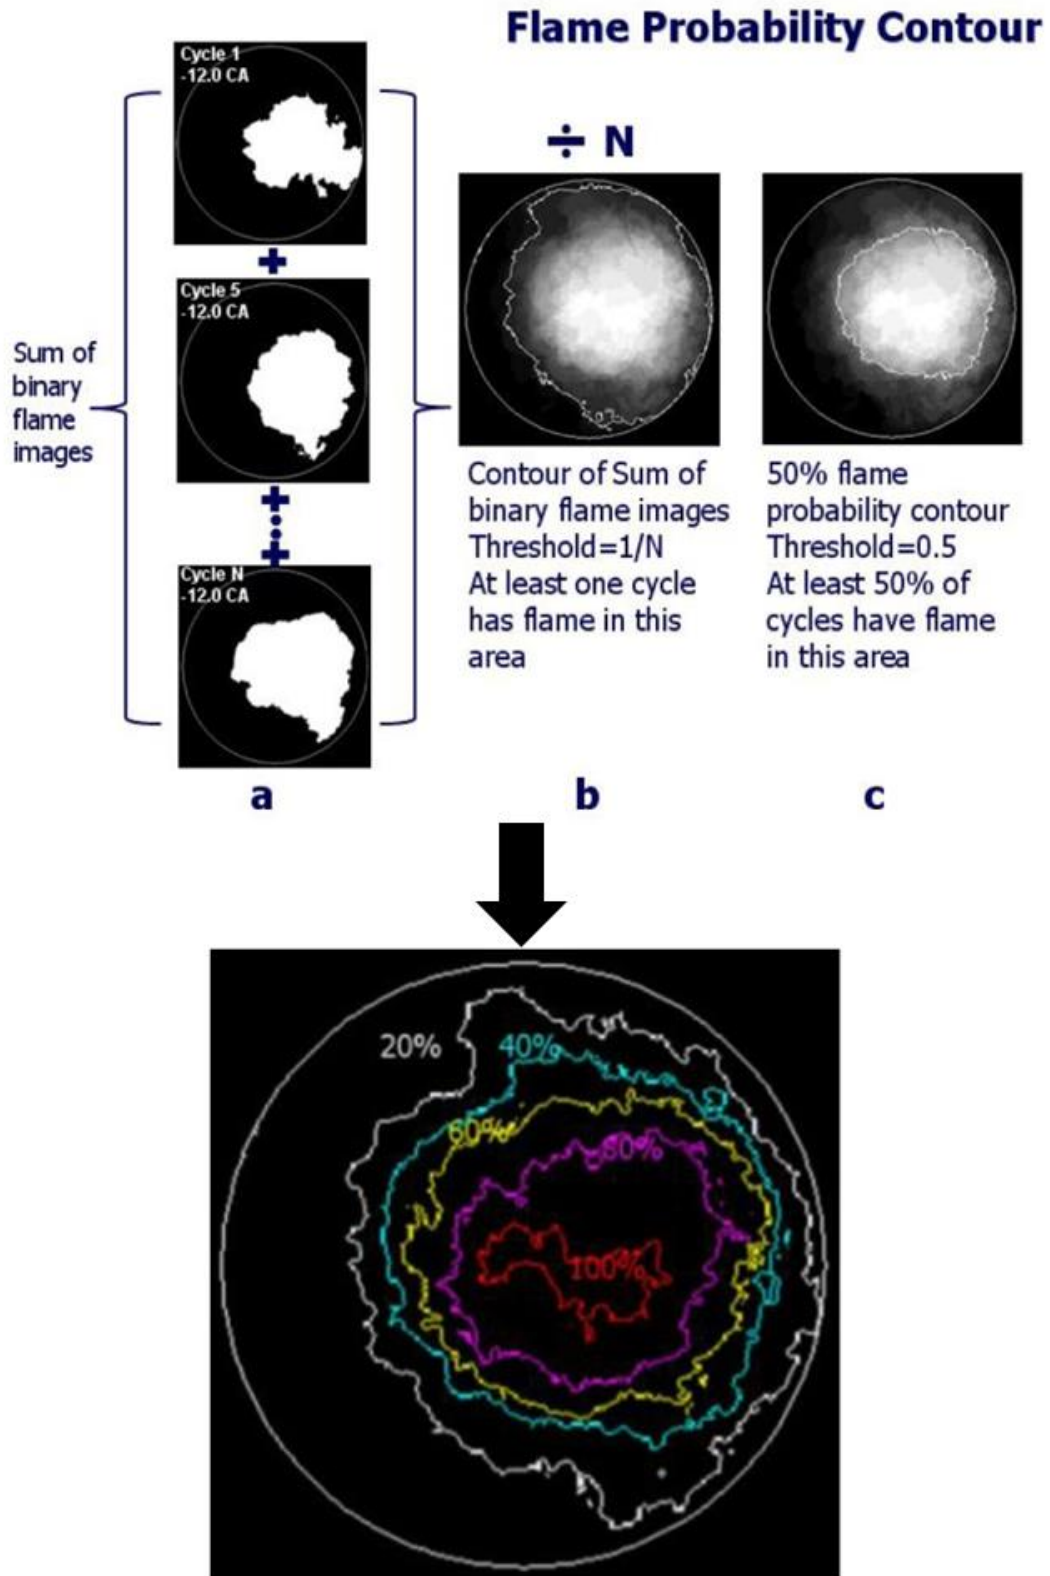 Flame Probability Contour
Cycle 1
-12.0 CA
+
Cycle 5
-12.0 CA
+
+
Cycle N
-12.0 CA
Sum of
binary
flame
images
÷ N
Contour of Sum of
binary flame images
Threshold=1/N
At least one cycle
has flame in this
area
50% flame
probability contour
Threshold=0.5
At least 50% of
cycles have flame
in this area
a
b
c
20%
40%
60%
80%
100%